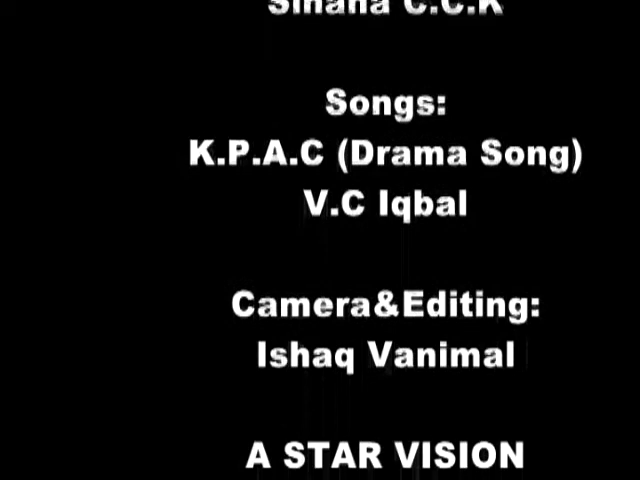 C.C.K
Songs:
K.P.A.C (Drama Song)
V.C Iqbal
Camera&Editing:
Ishaq Vanimal
A STAR VISION